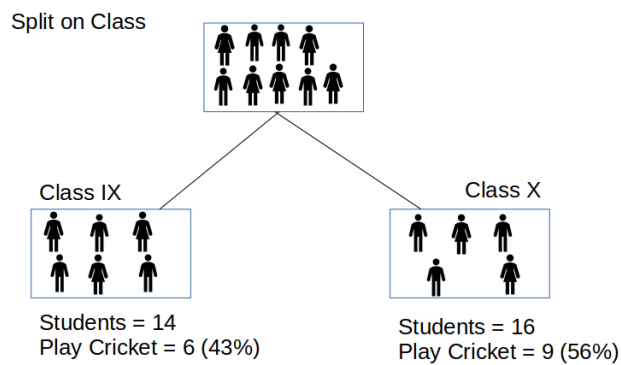 Split on Class
Class IX
Class X
Students = 14
Play Cricket = 6 (43%)
Students = 16
Play Cricket = 9 (56%)